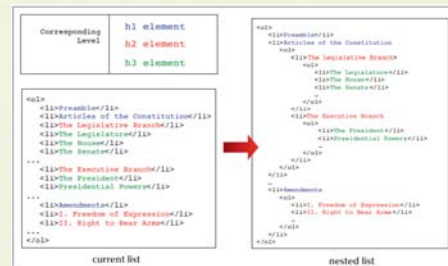 Corresponding
Level
h1 element
h2 element
h3 element
<ol>
<li>Preamble</li>
<li>Articles of the Constitution</li>
<li>The Legislative Branch</li>
<li>The Legislature</li>
<li>The House</li>
<li>The Senate</li>
...
<li>The Executive Branch</li>
<li>The President</li>
<li>Presidential Powers</li>
...
<li>Amendments</li>
<li>I. Freedom of Expression</li>
<li>II. Right to Bear Arms</li>
...
</ol>
current list
<ol>
<li>Preamble</li>
<li>Articles of the Constitution
<ol>
<li>The Legislative Branch
<ol>
<li>The Legislature</li>
<li>The House</li>
<li>The Senate</li>
…
</ol>
</li>
<li>The Executive Branch
<ol>
<li>The President</li>
<li>Presidential Powers</li>
…
</ol>
</li>
</ol>
</li>
…
<li>Amendments
<ol>
<li>I. Freedom of Expression</li>
<li>II. Right to Bear Arms</li>
…
</ol>
</li>
</ol>
nested list